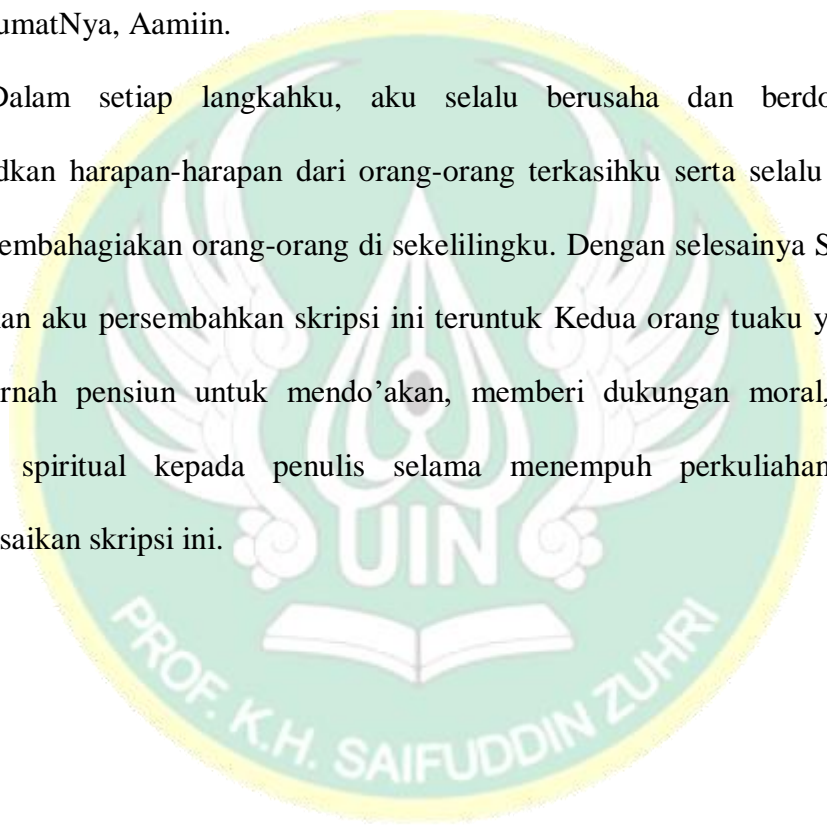 umatNya, Aamiin.
Dalam setiap langkahku, aku selalu berusaha dan berdo
dkan harapan-harapan dari orang-orang terkasihku serta selalu
embahagiakan orang-orang di sekelilingku. Dengan selesainya S
an aku persembahkan skripsi ini teruntuk Kedua orang tuaku y
rnah pensiun untuk mendo’akan, memberi dukungan moral,
spiritual kepada penulis selama menempuh perkuliahan
saikan skripsi ini.
UIN
PROF. K.H. SAIFUDDIN ZUHRI